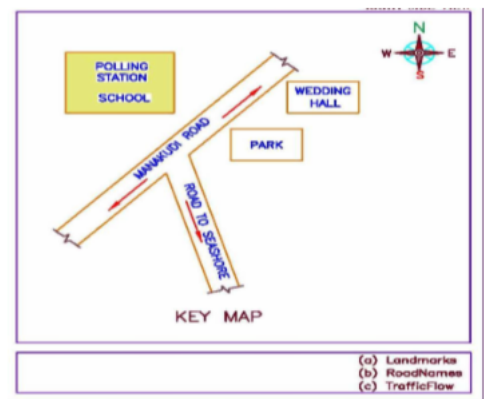 N
W E
S
POLLING
STATION
SCHOOL
WEDDING
HALL
PARK
MANAKUDI ROAD
ROAD TO SEASHORE
KEY MAP
(a) Landmarks
(b) RoadNames
(c) TrafficFlow